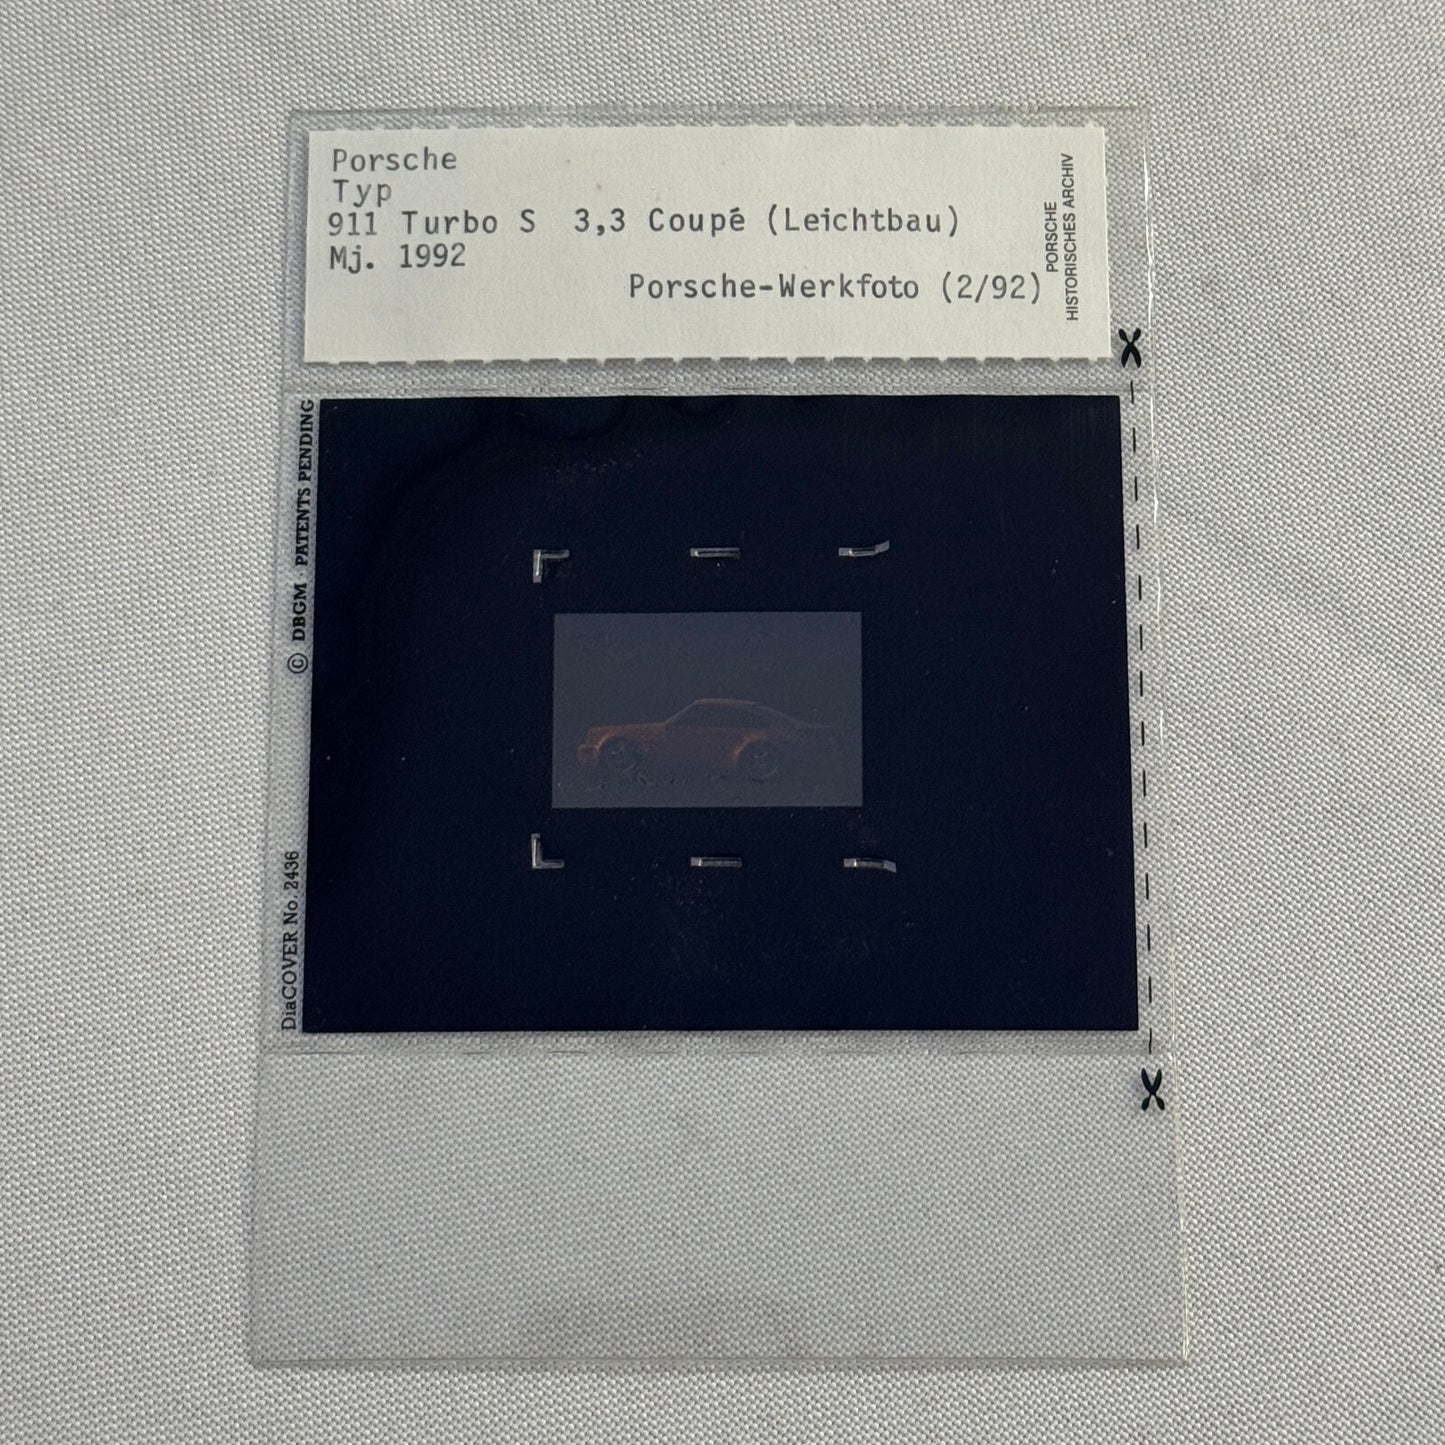 Porsche
Typ
911 Turbo S 3,3 Coupé (Leichtbau)
Mj. 1992
Porsche-Werkfoto (2/92)
PORSCHE
HISTORISCHES ARCHIV
© DBGM · PATENTS PENDING
DiaCOVER No. 2436